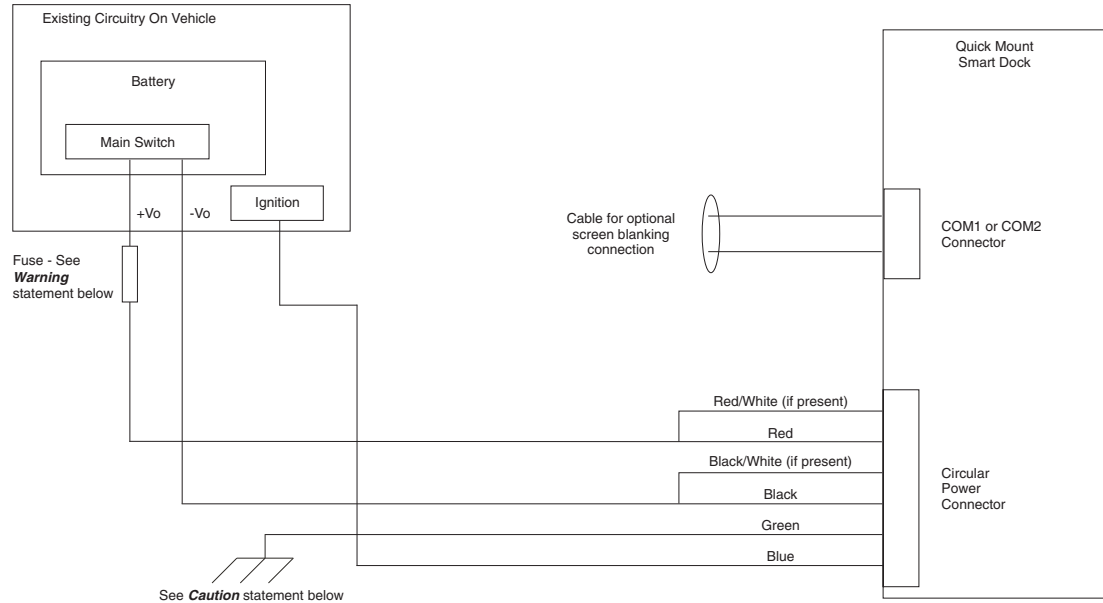 Existing Circuitry On Vehicle
Battery
Main Switch
+Vo
-Vo
Ignition
Fuse - See
Warning
statement below
Quick Mount
Smart Dock
Cable for optional
screen blanking
connection
COM1 or COM2
Connector
Red/White (if present)
Red
Black/White (if present)
Black
Green
Blue
Circular
Power
Connector
See Caution statement below